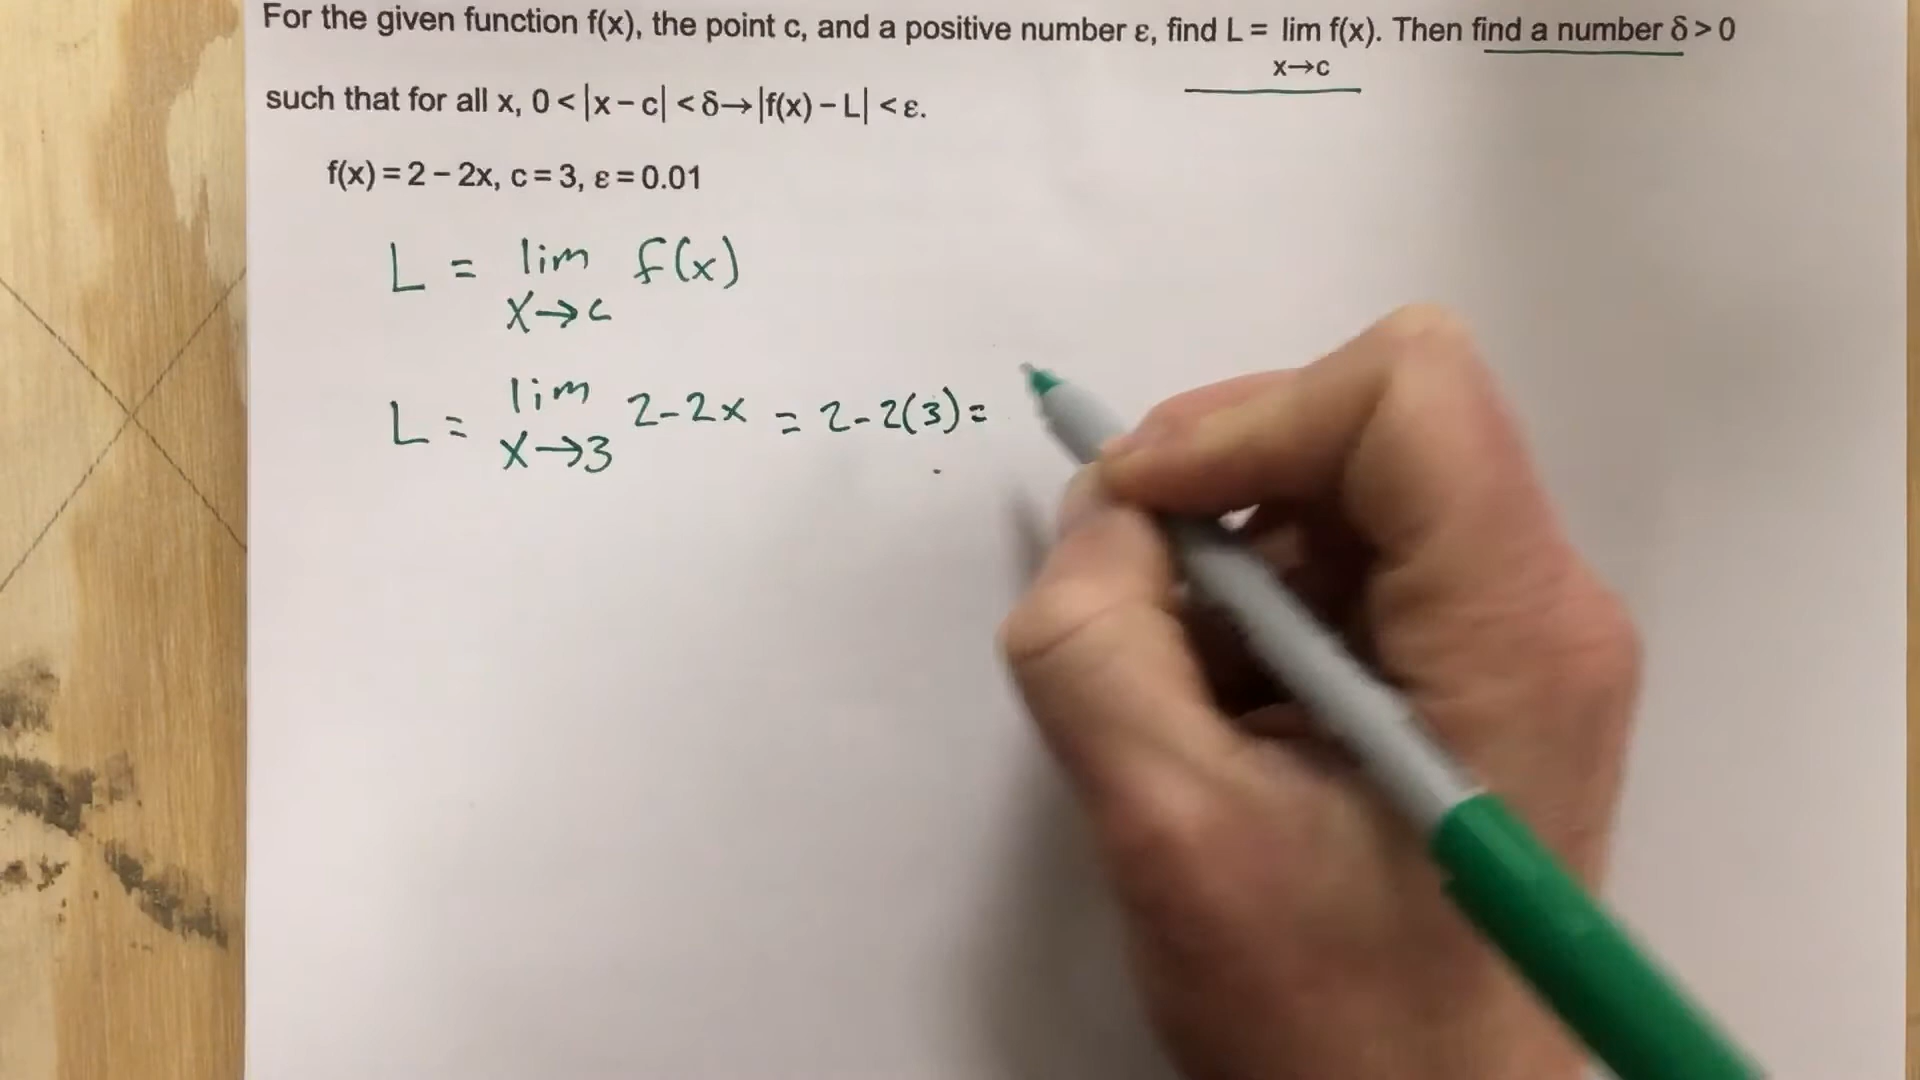 For the given function f(x), the point c, and a positive number ε, find L = lim f(x). Then find a number δ > 0
x→c
such that for all x, 0 < |x − c| < δ→|f(x) − L| < ε.
f(x) = 2 − 2x, c = 3, ε = 0.01
L = lim f(x)
x→c
L = lim 2-2x = 2-2(3) =
x→3